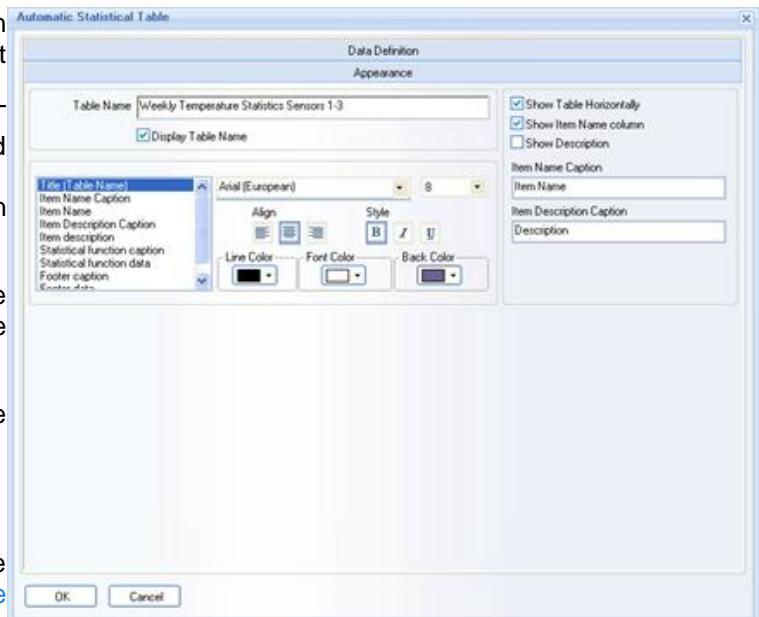 Automatic Statistical Table
Data Definition
Appearance
Table Name Weekly Temperature Statistics Sensors 1-3
Display Table Name
Show Table Horizontally
Show Item Name column
Show Description
Item Name Caption
Item Name
Item Description Caption
Description
Title (Table Name)
Item Name Caption
Item Name
Item Description Caption
Item description
Statistical function caption
Statistical function data
Footer caption
Footer data
Arial (European) 8
Align Style
B I U
Line Color Font Color Back Color
OK Cancel